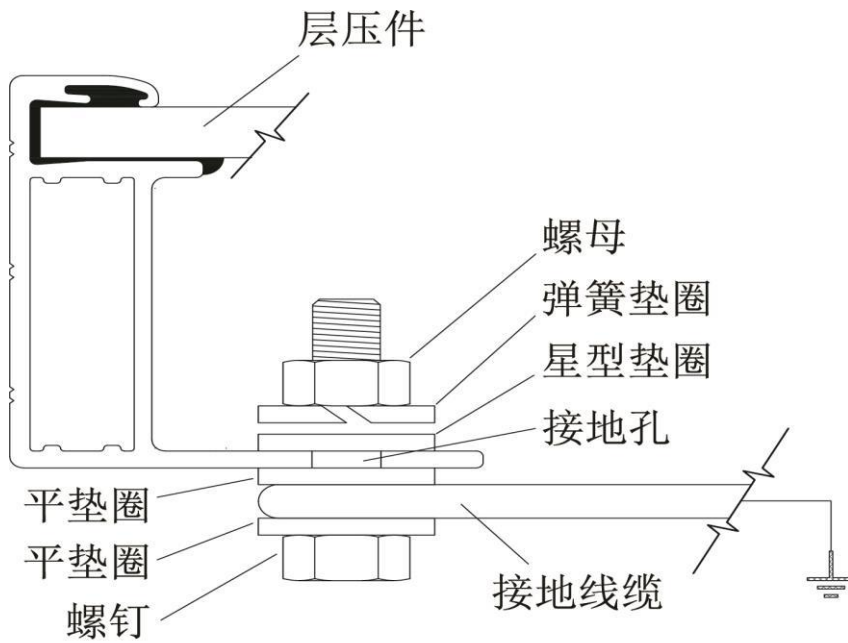 层压件
螺母
弹簧垫圈
星型垫圈
接地孔
平垫圈
平垫圈
接地线缆
螺钉